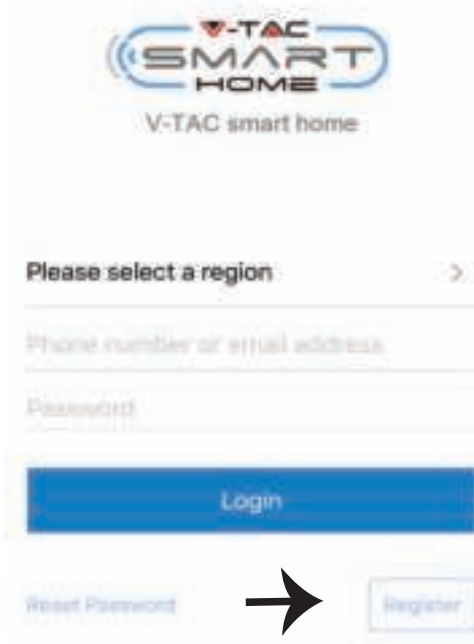 V-TAC
SMART
HOME
V-TAC smart home
Please select a region
Phone number or email address
Password
Login
Reset Password
Register